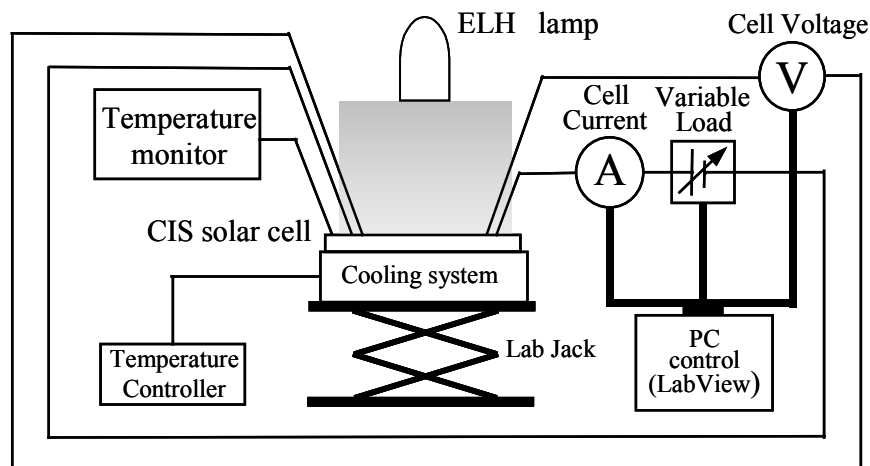 ELH lamp
Cell Voltage
V
Cell
Current
Variable
Load
A
Temperature
monitor
CIS solar cell
Cooling system
Lab Jack
Temperature
Controller
PC
control
(LabView)